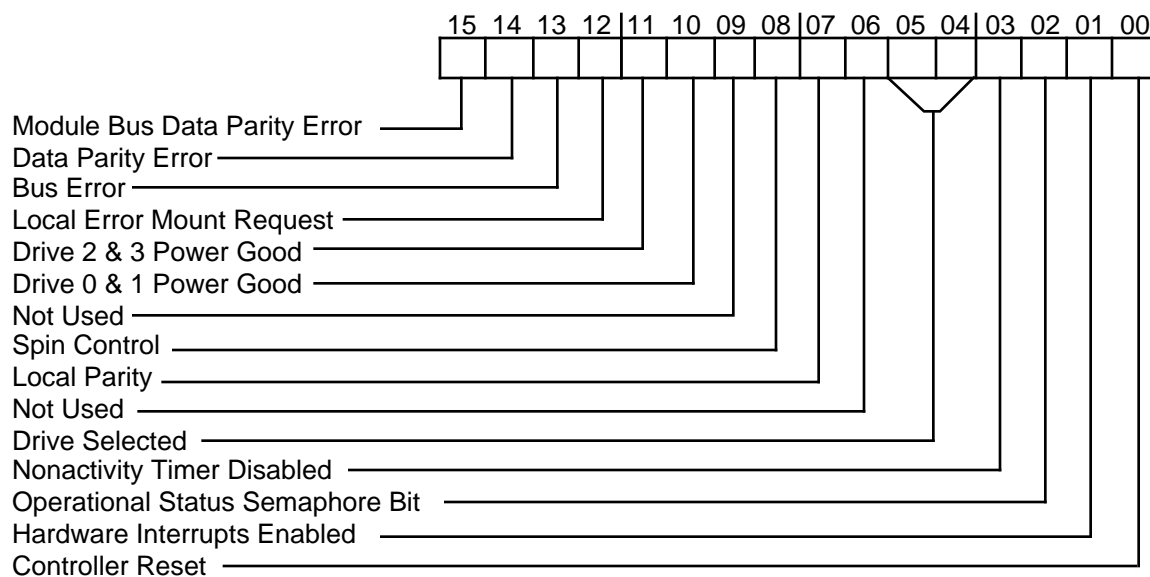 15 14 13 12 11 10 09 08 07 06 05 04 03 02 01 00
Module Bus Data Parity Error
Data Parity Error
Bus Error
Local Error Mount Request
Drive 2 & 3 Power Good
Drive 0 & 1 Power Good
Not Used
Spin Control
Local Parity
Not Used
Drive Selected
Nonactivity Timer Disabled
Operational Status Semaphore Bit
Hardware Interrupts Enabled
Controller Reset